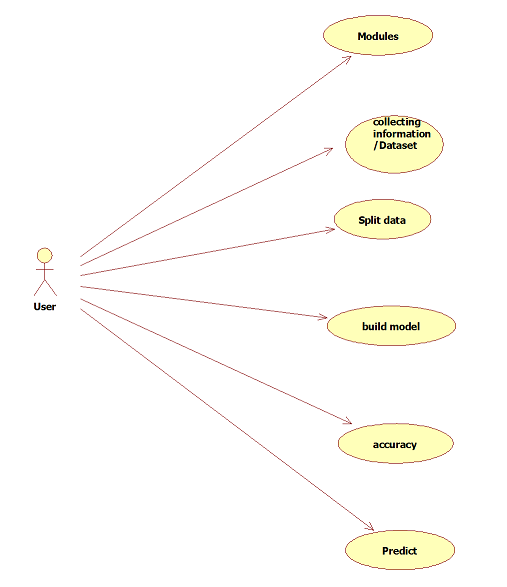 Modules
collecting
information
/Dataset
Split data
User
build model
accuracy
Predict